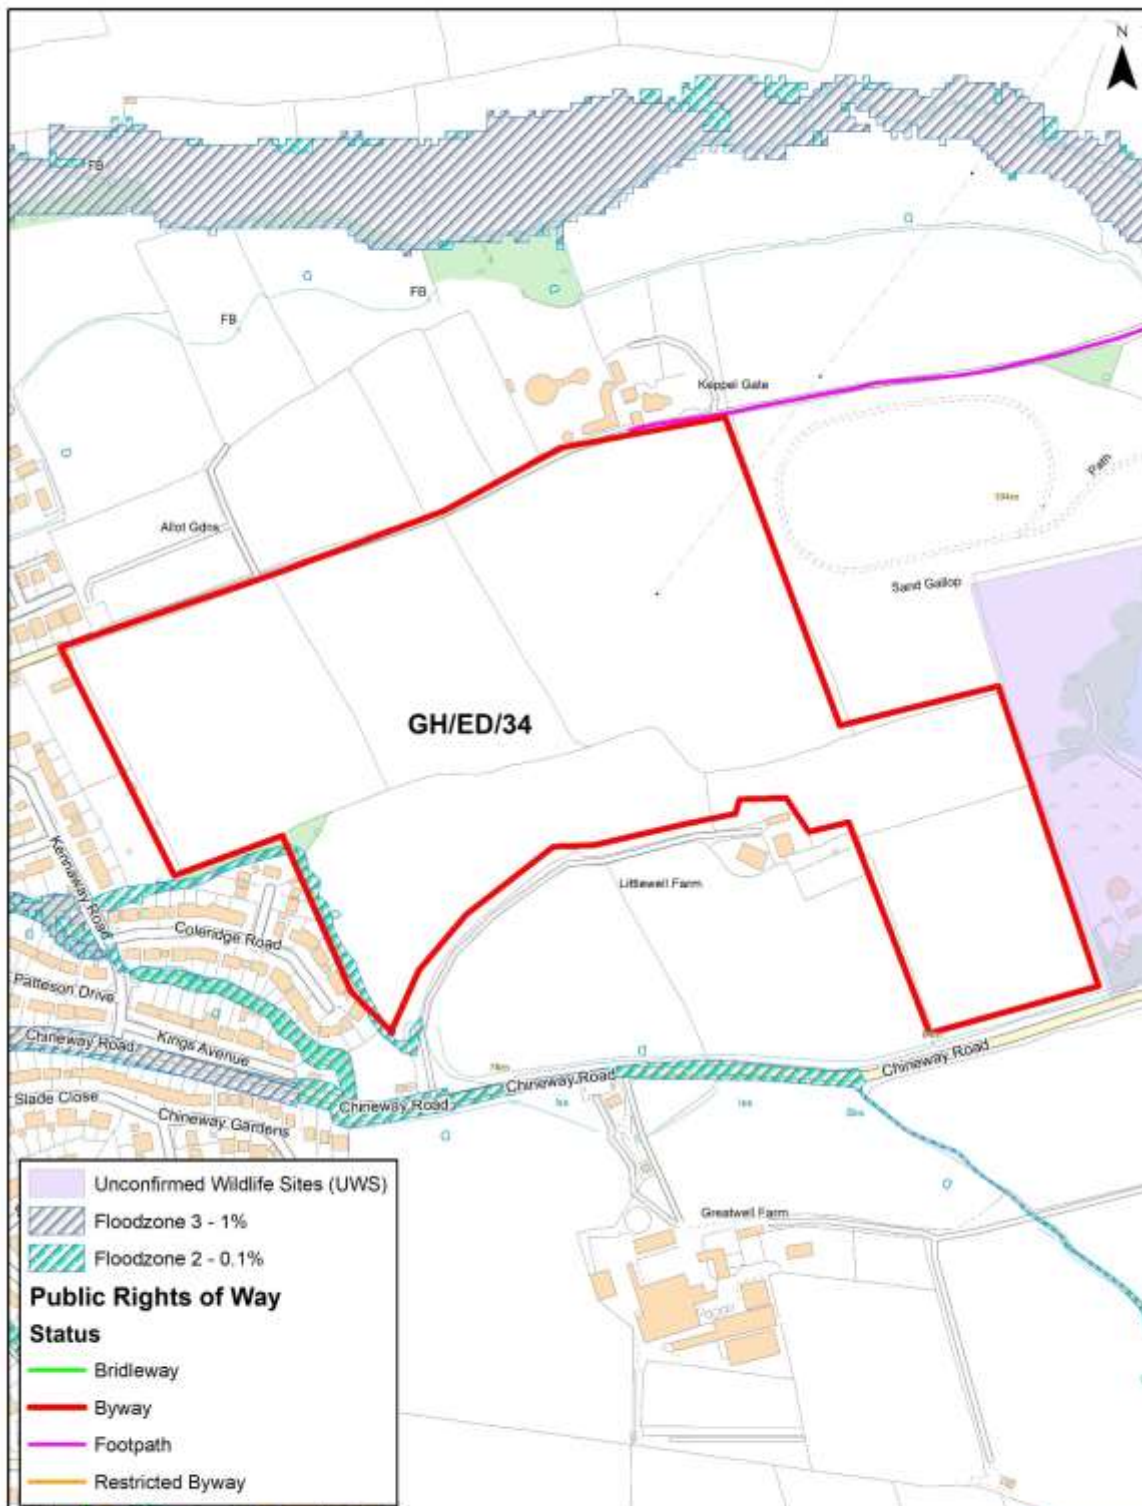 N
FB
FB
FB
Keppel Gate
Path
Allot Gdns
Sand Gallop
GH/ED/34
Kennaway Road
Littlewell Farm
Coleridge Road
Patteson Drive
Kings Avenue
Chineway Road
Chineway Road
Chineway Road
Chineway Road
Slade Close
Chineway Gardens
Greatwell Farm
Unconfirmed Wildlife Sites (UWS)
Floodzone 3 - 1%
Floodzone 2 - 0.1%
Public Rights of Way
Status
Bridleway
Byway
Footpath
Restricted Byway